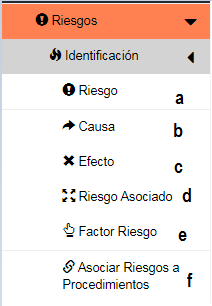 Riesgos
Identificación
Riesgo a
Causa b
Efecto c
Riesgo Asociado d
Factor Riesgo e
Asociar Riesgos a
Procedimientos f